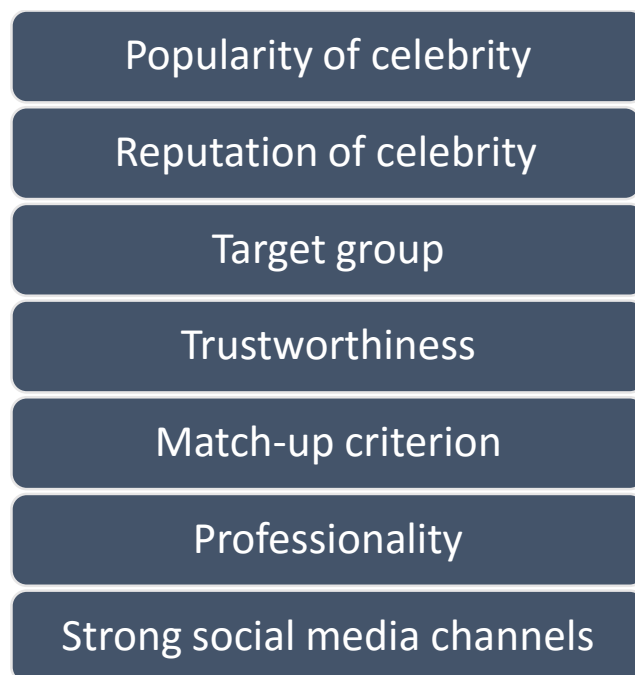 Popularity of celebrity
Reputation of celebrity
Target group
Trustworthiness
Match-up criterion
Professionality
Strong social media channels